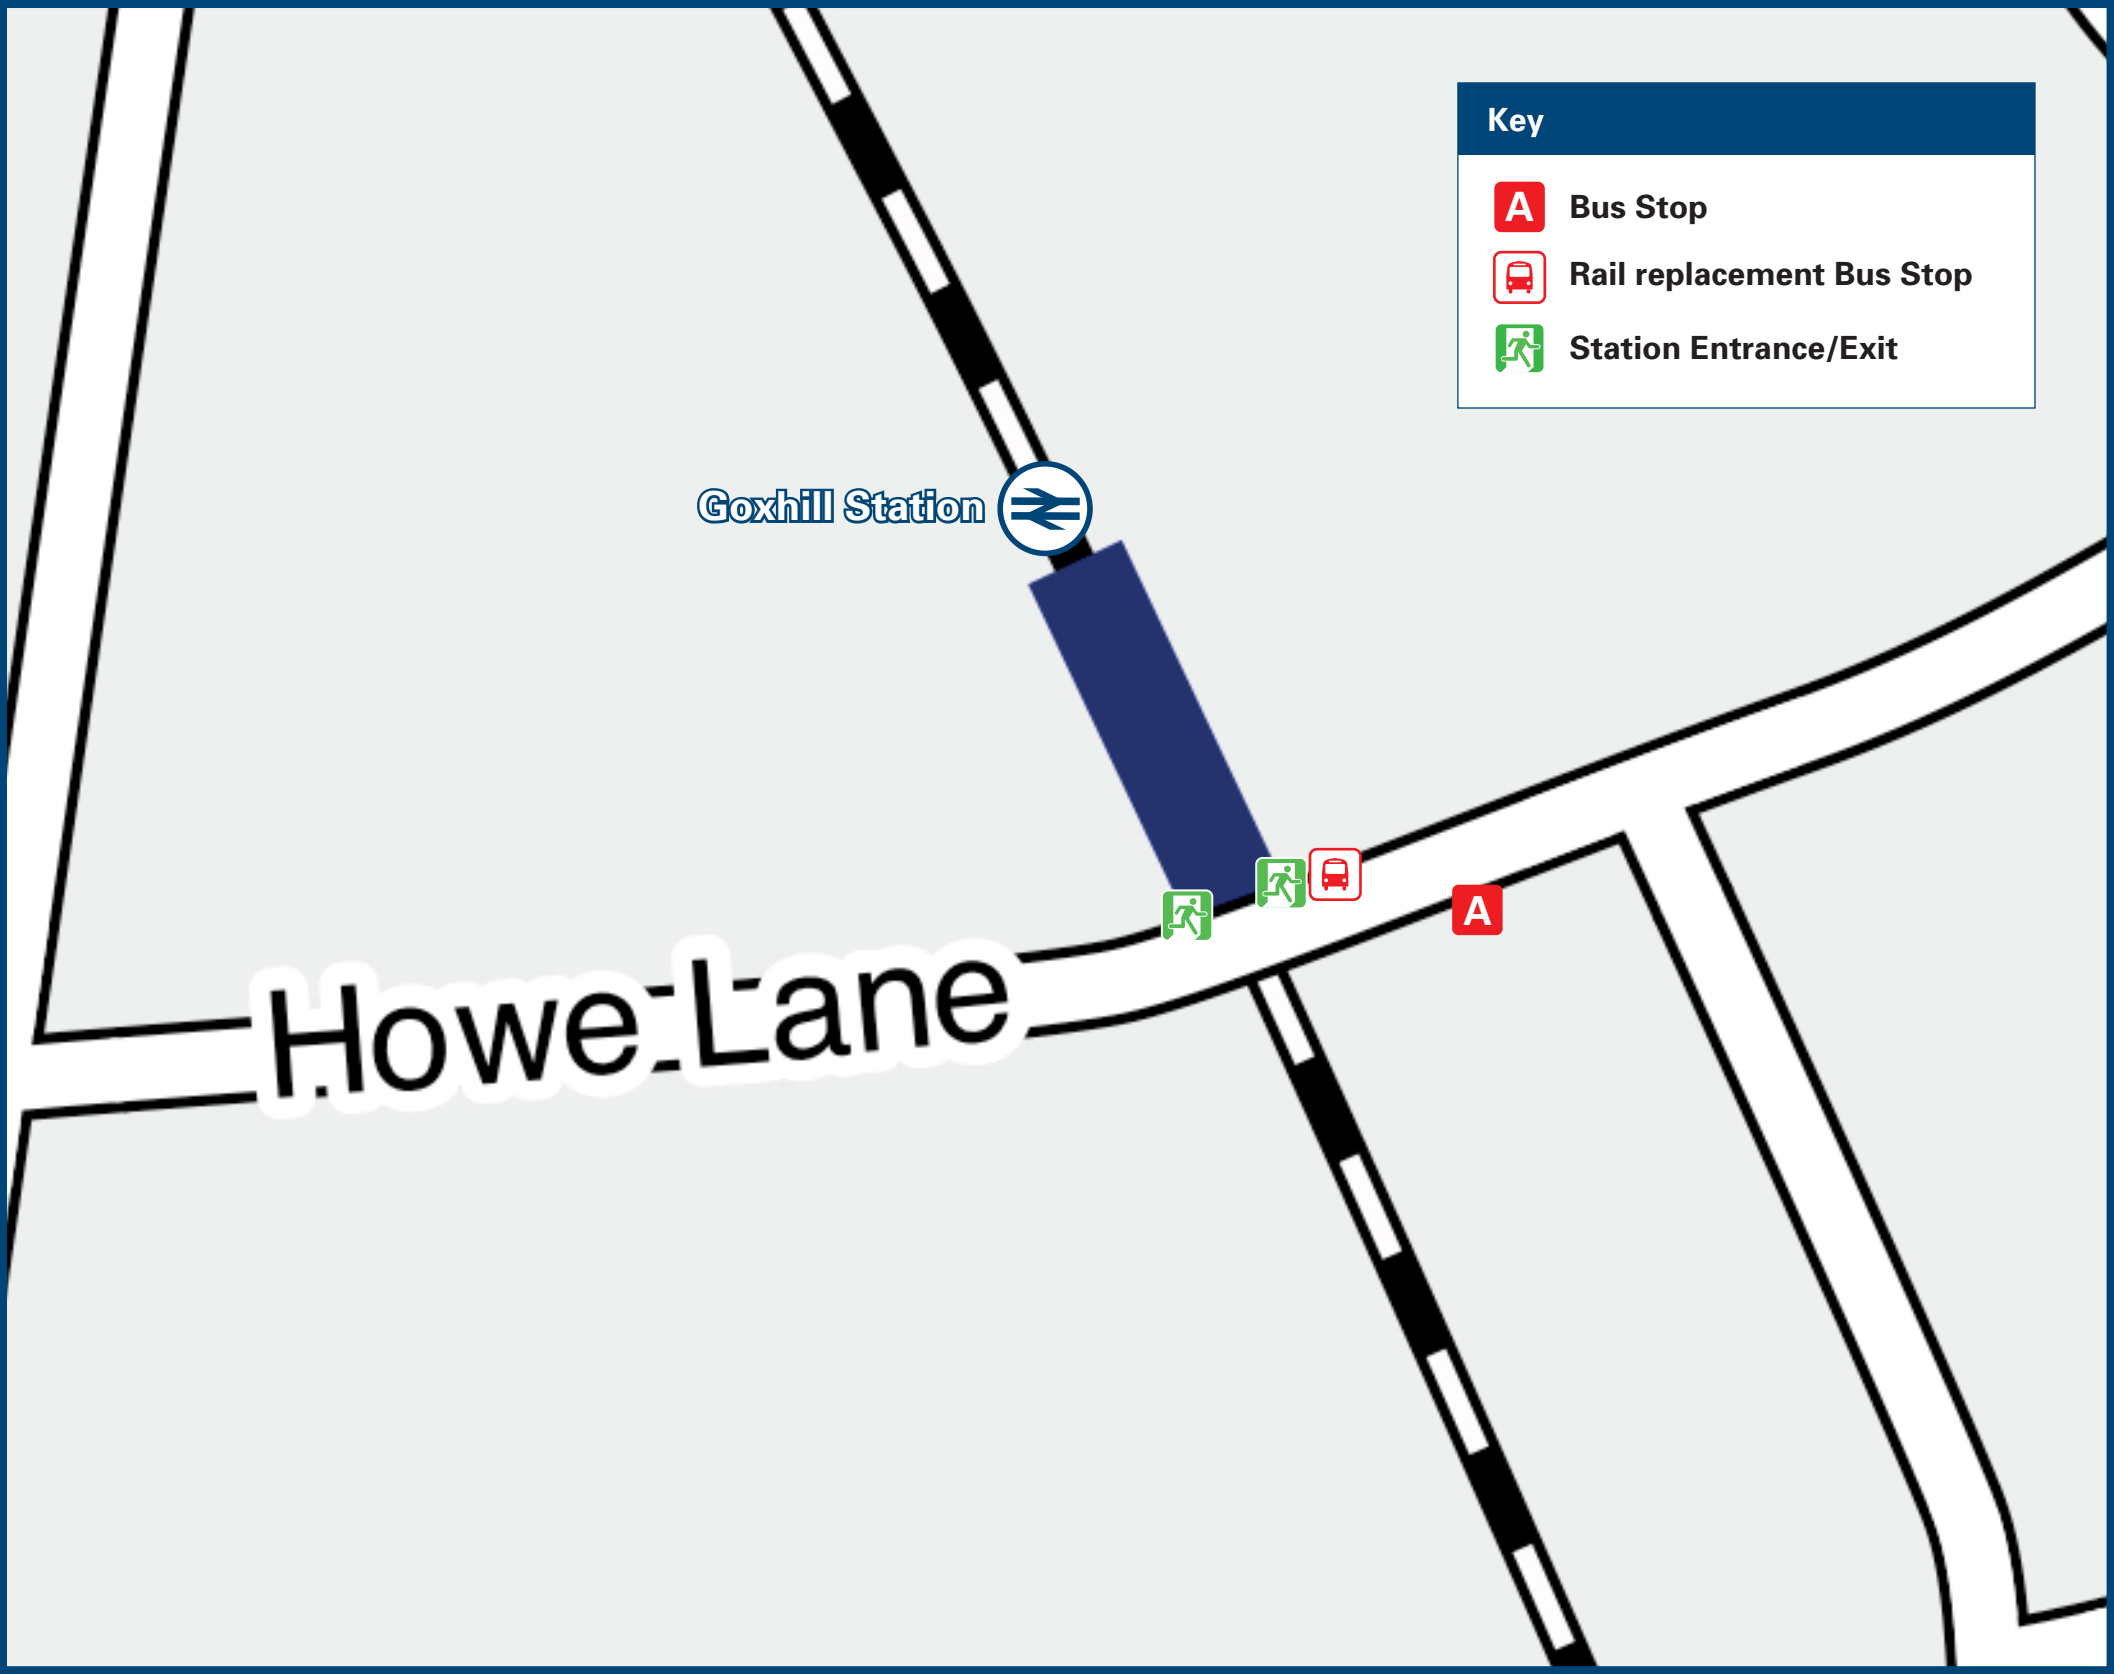 Key
A Bus Stop
Rail replacement Bus Stop
Station Entrance/Exit
Goxhill Station
A
Howe Lane